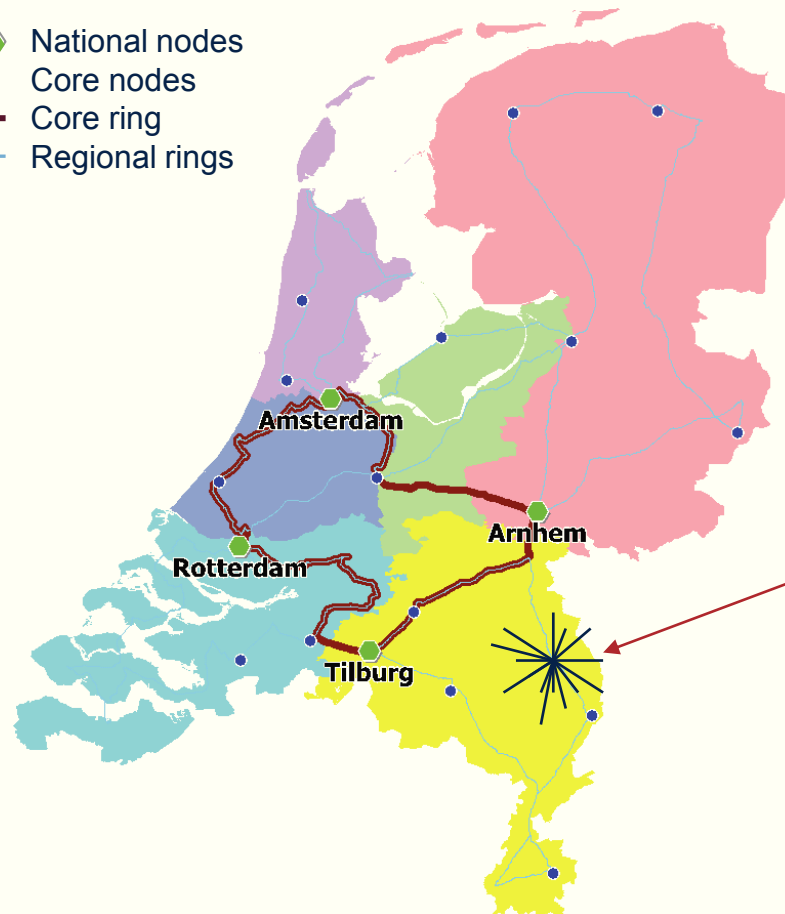 National nodes
Core nodes
Core ring
Regional rings
Amsterdam
Arnhem
Rotterdam
Tilburg